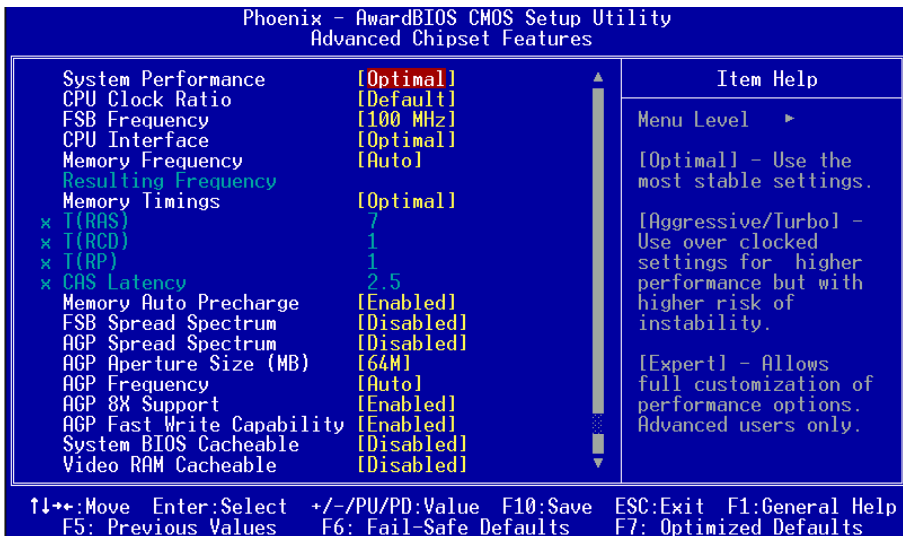 Phoenix - AwardBIOS CMOS Setup Utility
Advanced Chipset Features
System Performance [Optimal]
CPU Clock Ratio [Default]
FSB Frequency [100 MHz]
CPU Interface [Optimal]
Memory Frequency [Auto]
Resulting Frequency
Memory Timings [Optimal]
x T(RAS) 7
x T(RCD) 1
x T(RP) 1
x CAS Latency 2.5
Memory Auto Precharge [Enabled]
FSB Spread Spectrum [Disabled]
AGP Spread Spectrum [Disabled]
AGP Aperture Size (MB) [64M]
AGP Frequency [Auto]
AGP 8X Support [Enabled]
AGP Fast Write Capability [Enabled]
System BIOS Cacheable [Disabled]
Video RAM Cacheable [Disabled]
Item Help
Menu Level ►
[Optimal] - Use the
most stable settings.
[Aggressive/Turbo] -
Use over clocked
settings for higher
performance but with
higher risk of
instability.
[Expert] - Allows
full customization of
performance options.
Advanced users only.
↑↓→←:Move Enter:Select +/-/PU/PD:Value F10:Save ESC:Exit F1:General Help
F5: Previous Values F6: Fail-Safe Defaults F7: Optimized Defaults